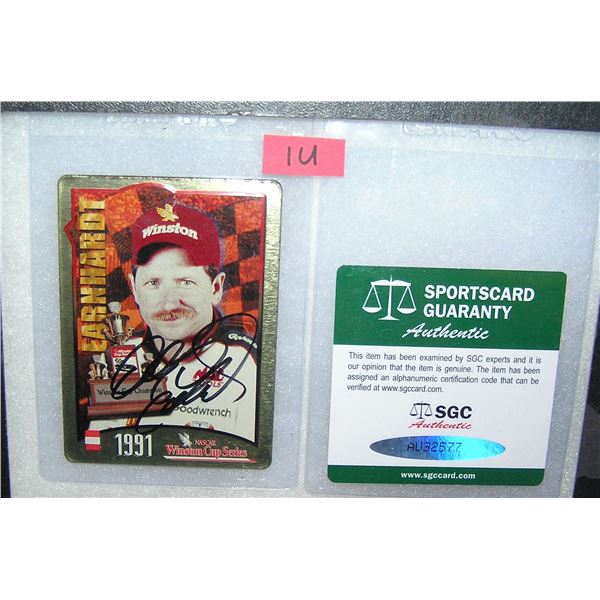 1U
EARNHARDT
Winston
Goodwrench
1991
NASCAR
Winston Cup Series
SPORTSCARD
GUARANTY
Authentic
This item has been examined by SGC experts and it is
our opinion that the item is genuine. The item has been
assigned an alphanumeric certification code that can be
verified at www.sgccard.com.
SGC
Authentic
AU32577
www.sgccard.com